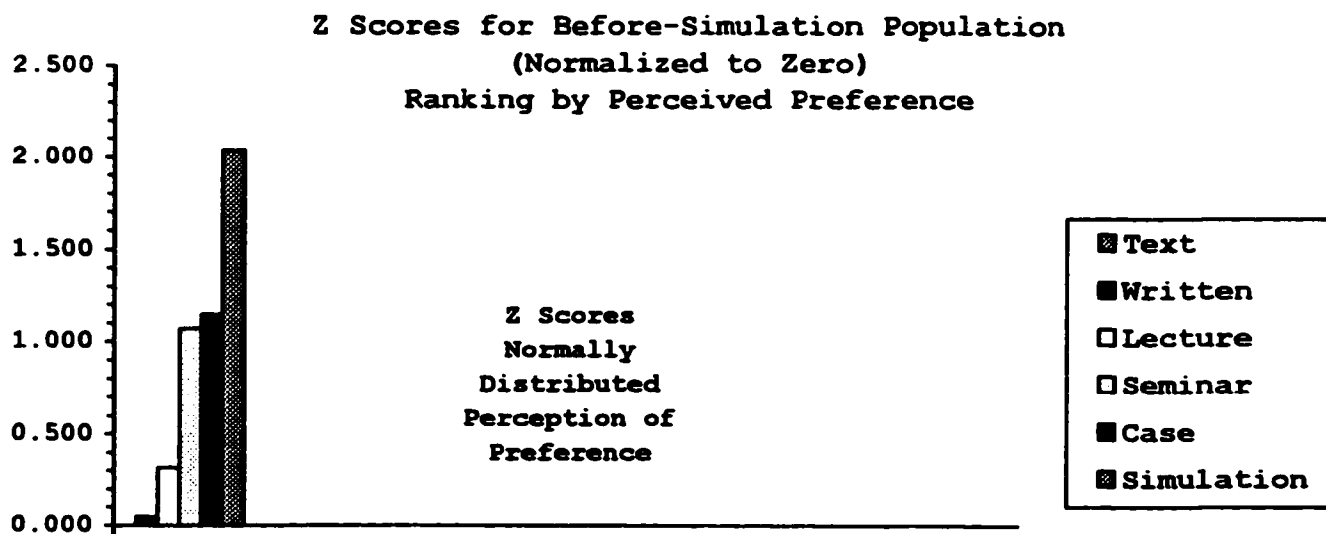 Z Scores for Before-Simulation Population
(Normalized to Zero)
Ranking by Perceived Preference
2.500
2.000
1.500
1.000
0.500
0.000
Z Scores
Normally
Distributed
Perception of
Preference
Text
Written
Lecture
Seminar
Case
Simulation